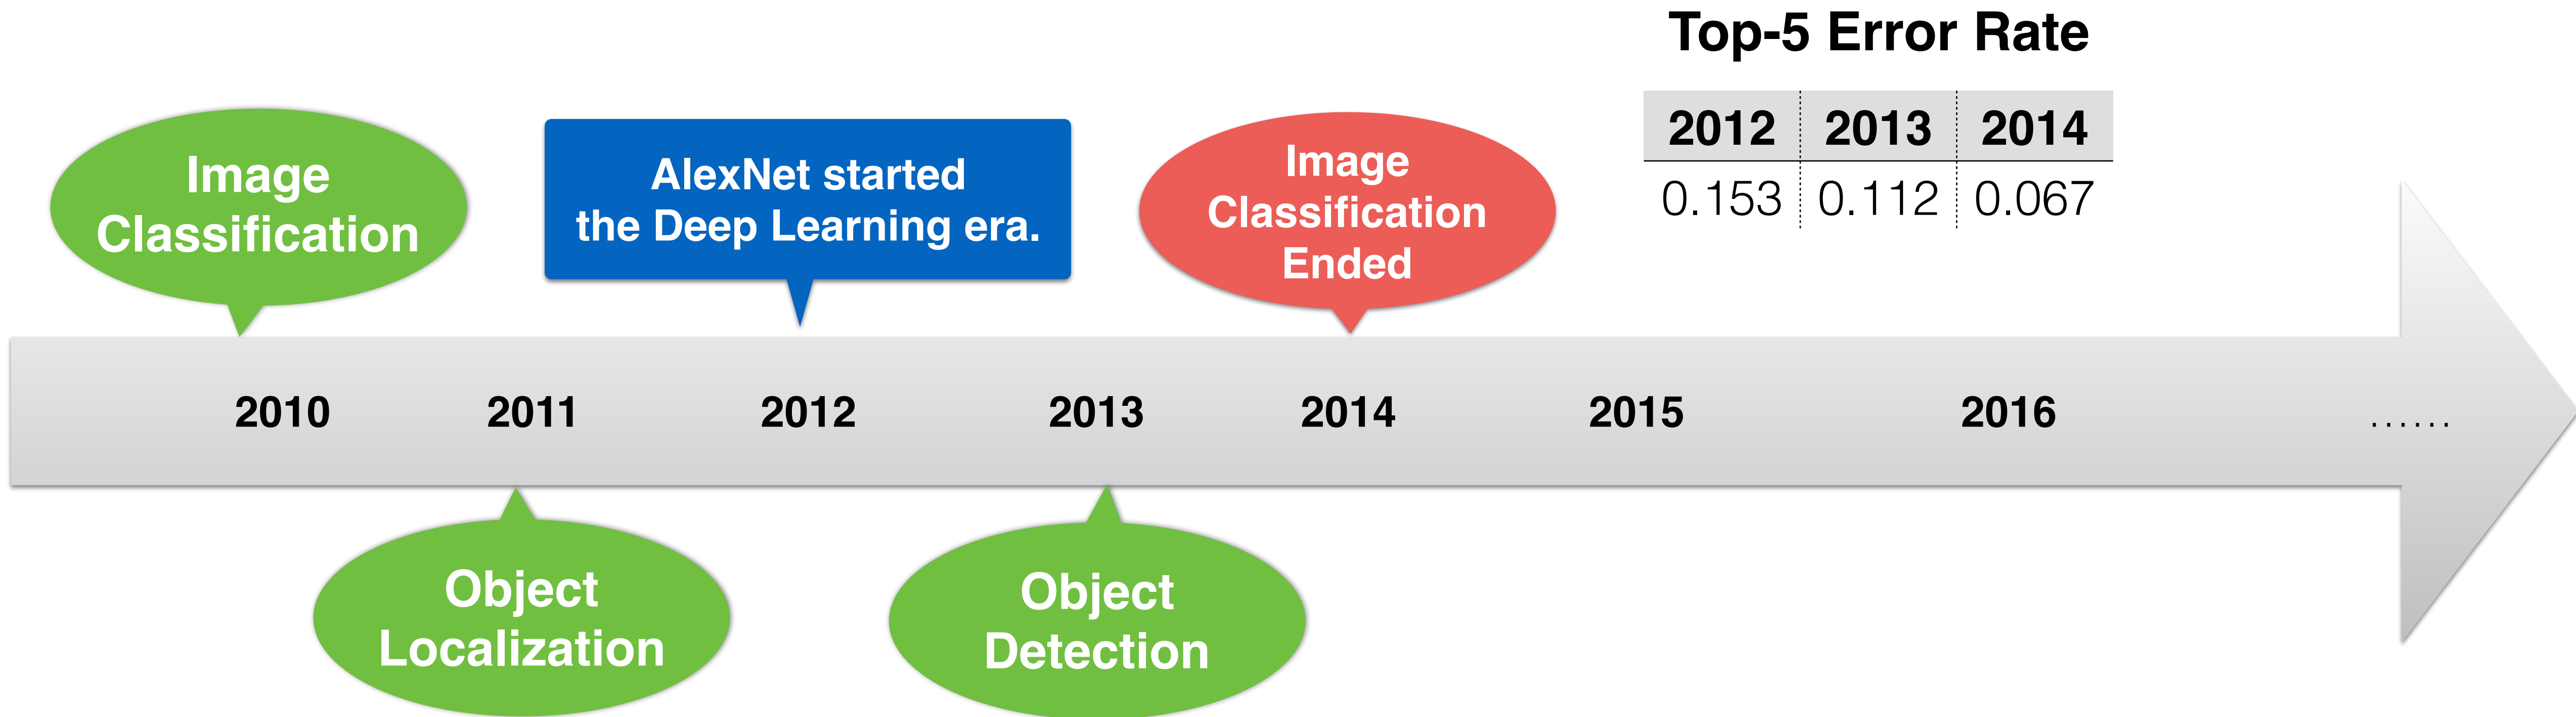 Top-5 Error Rate
2012 2013 2014
0.153 0.112 0.067
Image
Classification
AlexNet started
the Deep Learning era.
Image
Classification
Ended
2010 2011 2012 2013 2014 2015 2016 ......
Object
Localization
Object
Detection